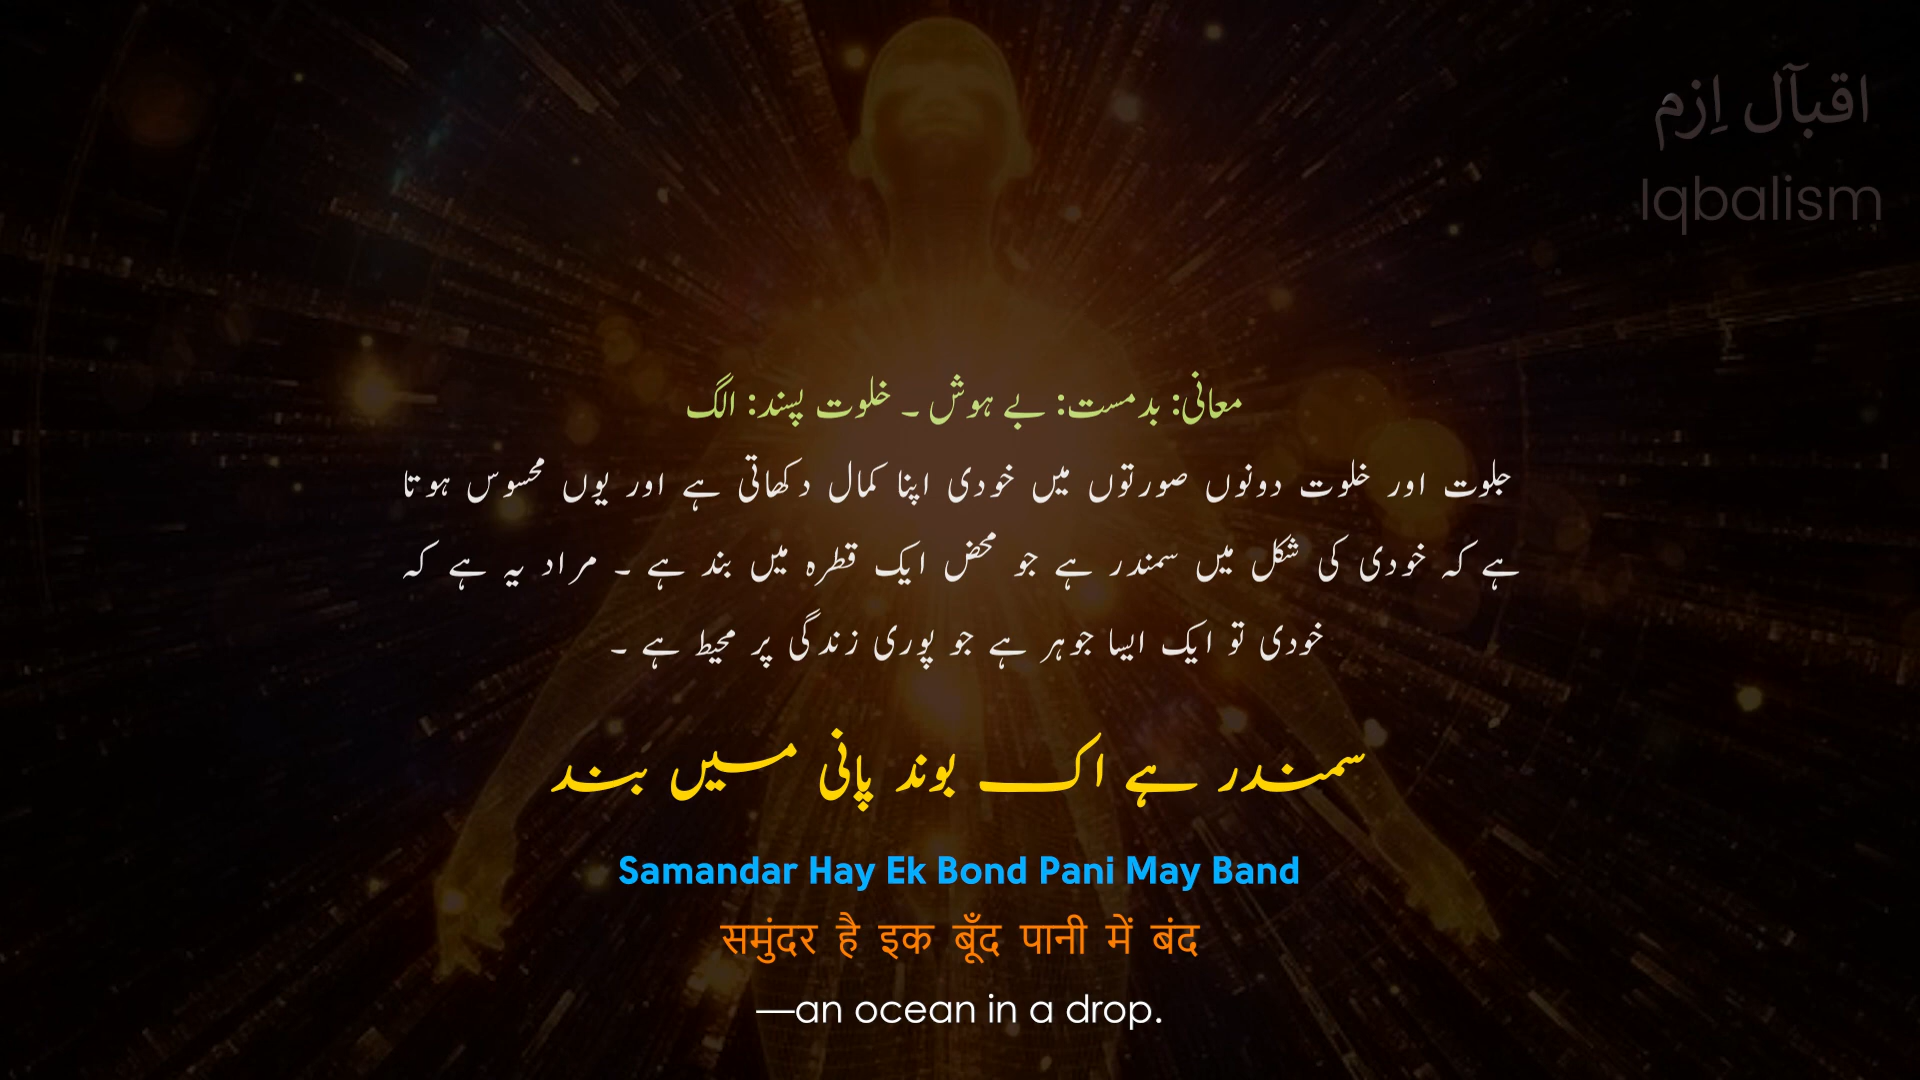 اقبآل اِزم
Iqbalism
معانی: بدمست: بے ہوش ۔ خلوت پسند: الگ
جلوت اور خلوت دونوں صورتوں میں خودی اپنا کمال دکھاتی ہے اور یوں محسوس ہوتا
ہے کہ خودی کی شکل میں سمندر ہے جو محض ایک قطرہ میں بند ہے ۔ مراد یہ ہے کہ
خودی تو ایک ایسا جوہر ہے جو پوری زندگی پر محیط ہے ۔
سمندر ہے اک بوند پانی میں بند
Samandar Hay Ek Bond Pani May Band
समुंदर है इक बूँद पानी में बंद
—an ocean in a drop.